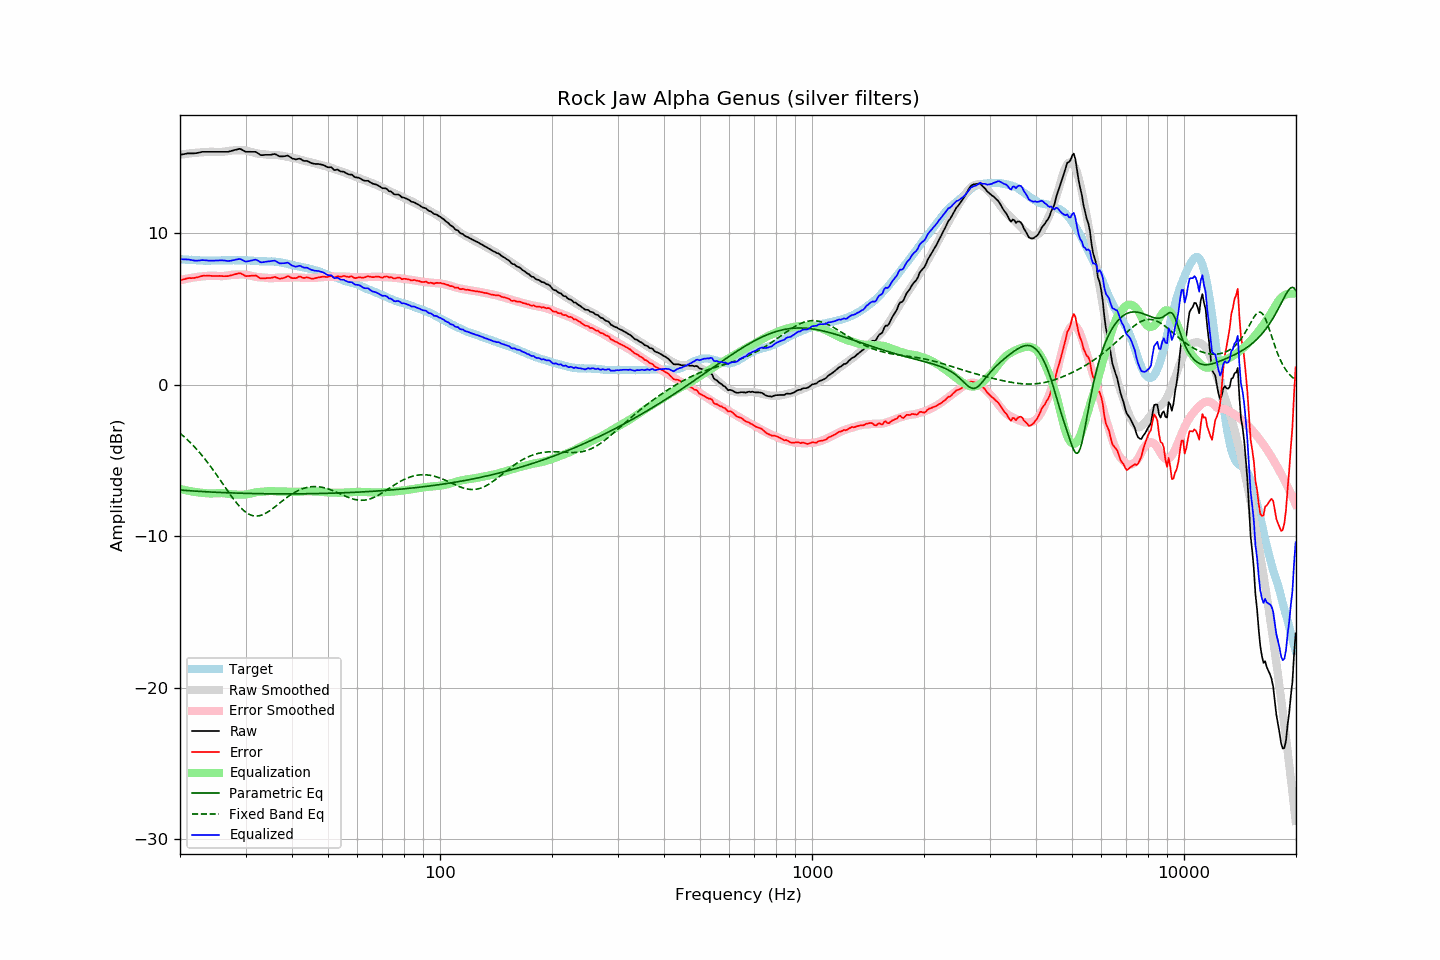 Rock Jaw Alpha Genus (silver filters)
Amplitude (dBr)
10
0
−10
−20
−30
Target
Raw Smoothed
Error Smoothed
Raw
Error
Equalization
Parametric Eq
Fixed Band Eq
Equalized
100
1000
10000
Frequency (Hz)